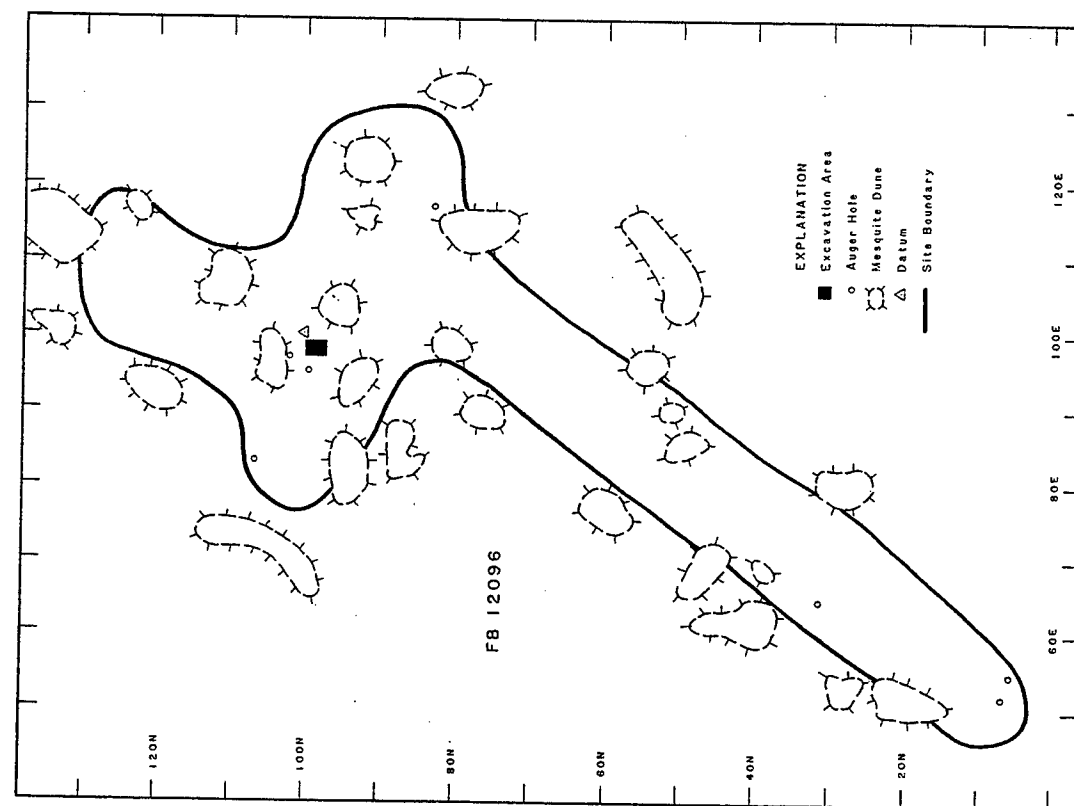 FB 12096
EXPLANATION
Excavation Area
Auger Hole
Mesquite Dune
Datum
Site Boundary
120N
100N
80N
60N
40N
20N
60E
80E
100E
120E